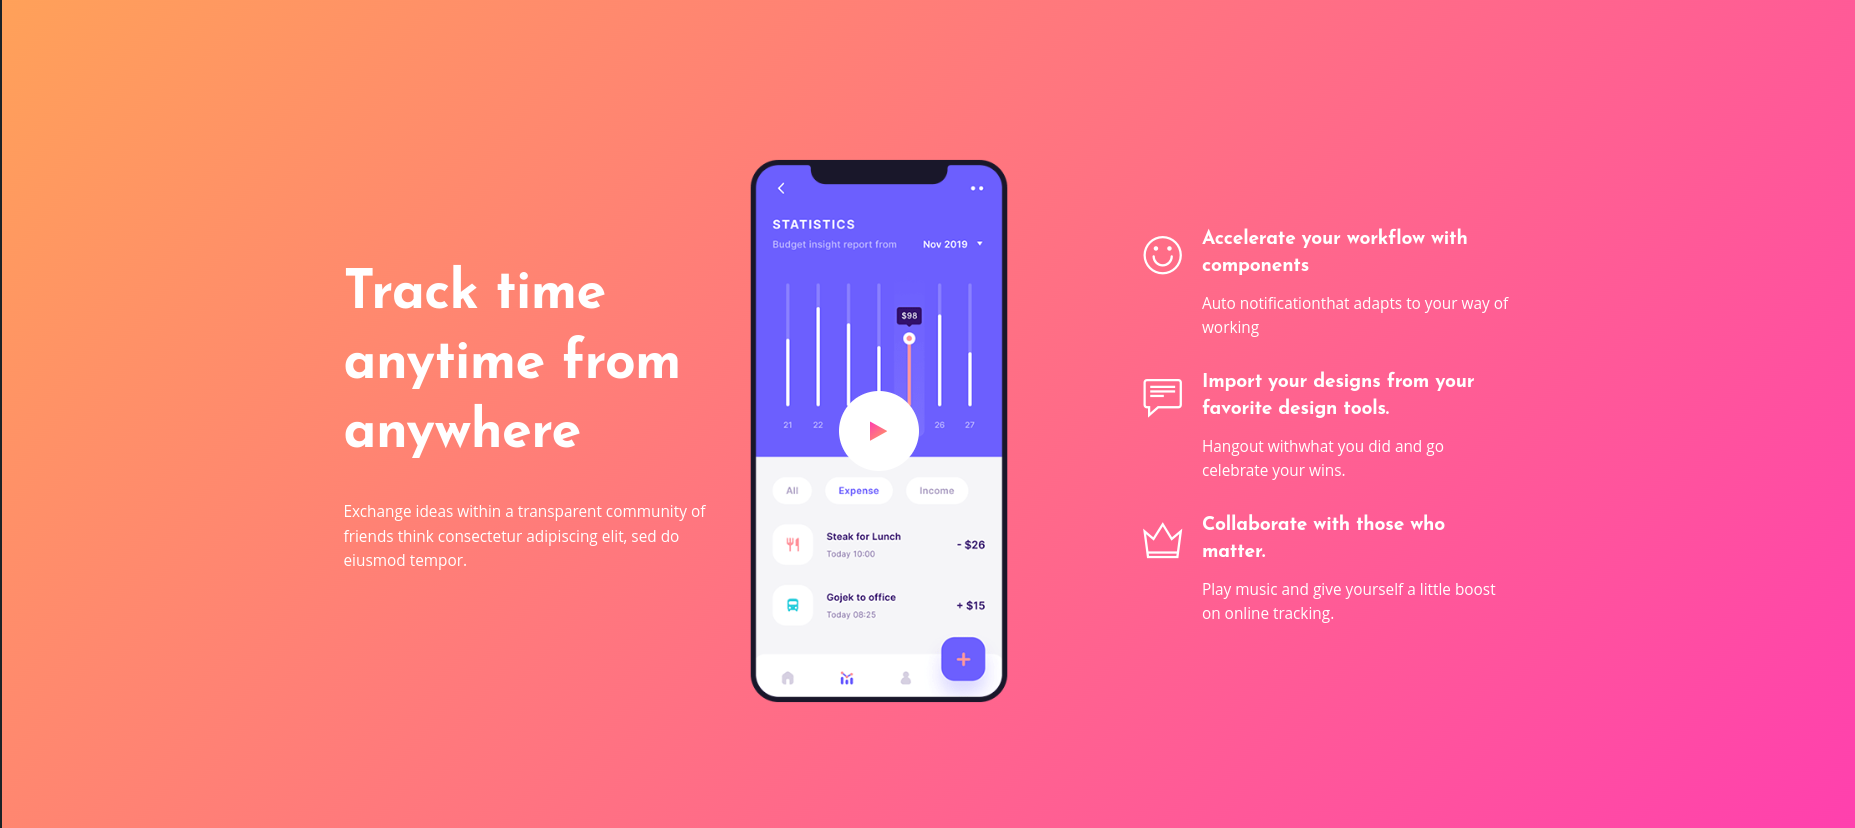 Track time
anytime from
anywhere
Exchange ideas within a transparent community of
friends think consectetur adipiscing elit, sed do
eiusmod tempor.
STATISTICS
Budget insight report from
Nov 2019
$98
21
22
26
27
All
Expense
Income
Steak for Lunch
Today 10:00
- $26
Gojek to office
Today 08:25
+ $15
Accelerate your workflow with
components
Auto notificationthat adapts to your way of
working
Import your designs from your
favorite design tools.
Hangout withwhat you did and go
celebrate your wins.
Collaborate with those who
matter.
Play music and give yourself a little boost
on online tracking.